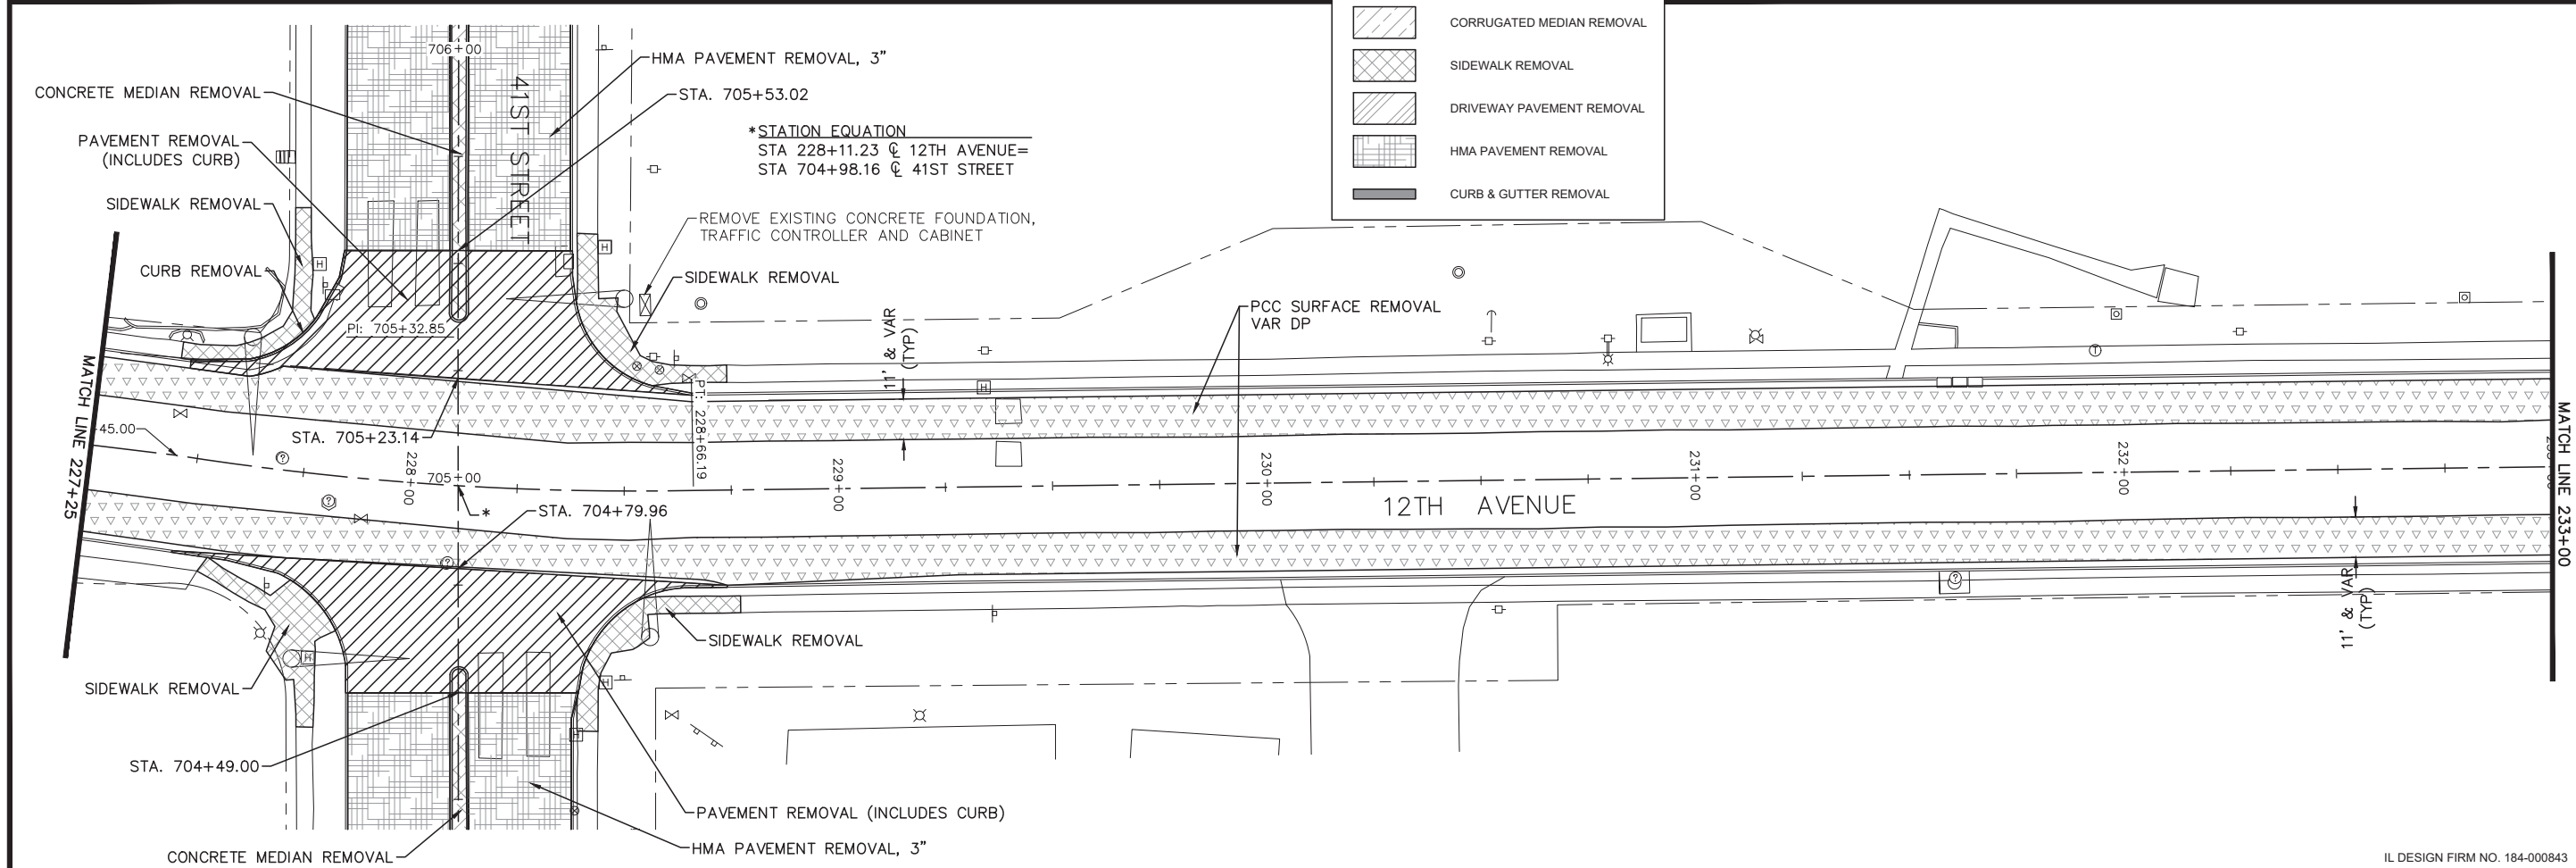 CORRUGATED MEDIAN REMOVAL
SIDEWALK REMOVAL
DRIVEWAY PAVEMENT REMOVAL
HMA PAVEMENT REMOVAL
CURB & GUTTER REMOVAL
706+00
41ST STREET
HMA PAVEMENT REMOVAL, 3"
CONCRETE MEDIAN REMOVAL
STA. 705+53.02
*STATION EQUATION
STA 228+11.23 ℄ 12TH AVENUE=
STA 704+98.16 ℄ 41ST STREET
PAVEMENT REMOVAL
(INCLUDES CURB)
SIDEWALK REMOVAL
REMOVE EXISTING CONCRETE FOUNDATION,
TRAFFIC CONTROLLER AND CABINET
H
H
CURB REMOVAL
SIDEWALK REMOVAL
PI: 705+32.85
PCC SURFACE REMOVAL
VAR DP
11' & VAR
(TYP)
H
T
MATCH LINE 227+25
45.00
STA. 705+23.14
PT: 228+66.19
?
?
228+00
705+00
229+00
230+00
231+00
232+00
12TH AVENUE
MATCH LINE 233+00
*
STA. 704+79.96
?
?
11' & VAR
(TYP)
SIDEWALK REMOVAL
H
H
SIDEWALK REMOVAL
H
STA. 704+49.00
PAVEMENT REMOVAL (INCLUDES CURB)
HMA PAVEMENT REMOVAL, 3"
CONCRETE MEDIAN REMOVAL
IL DESIGN FIRM NO. 184-000843